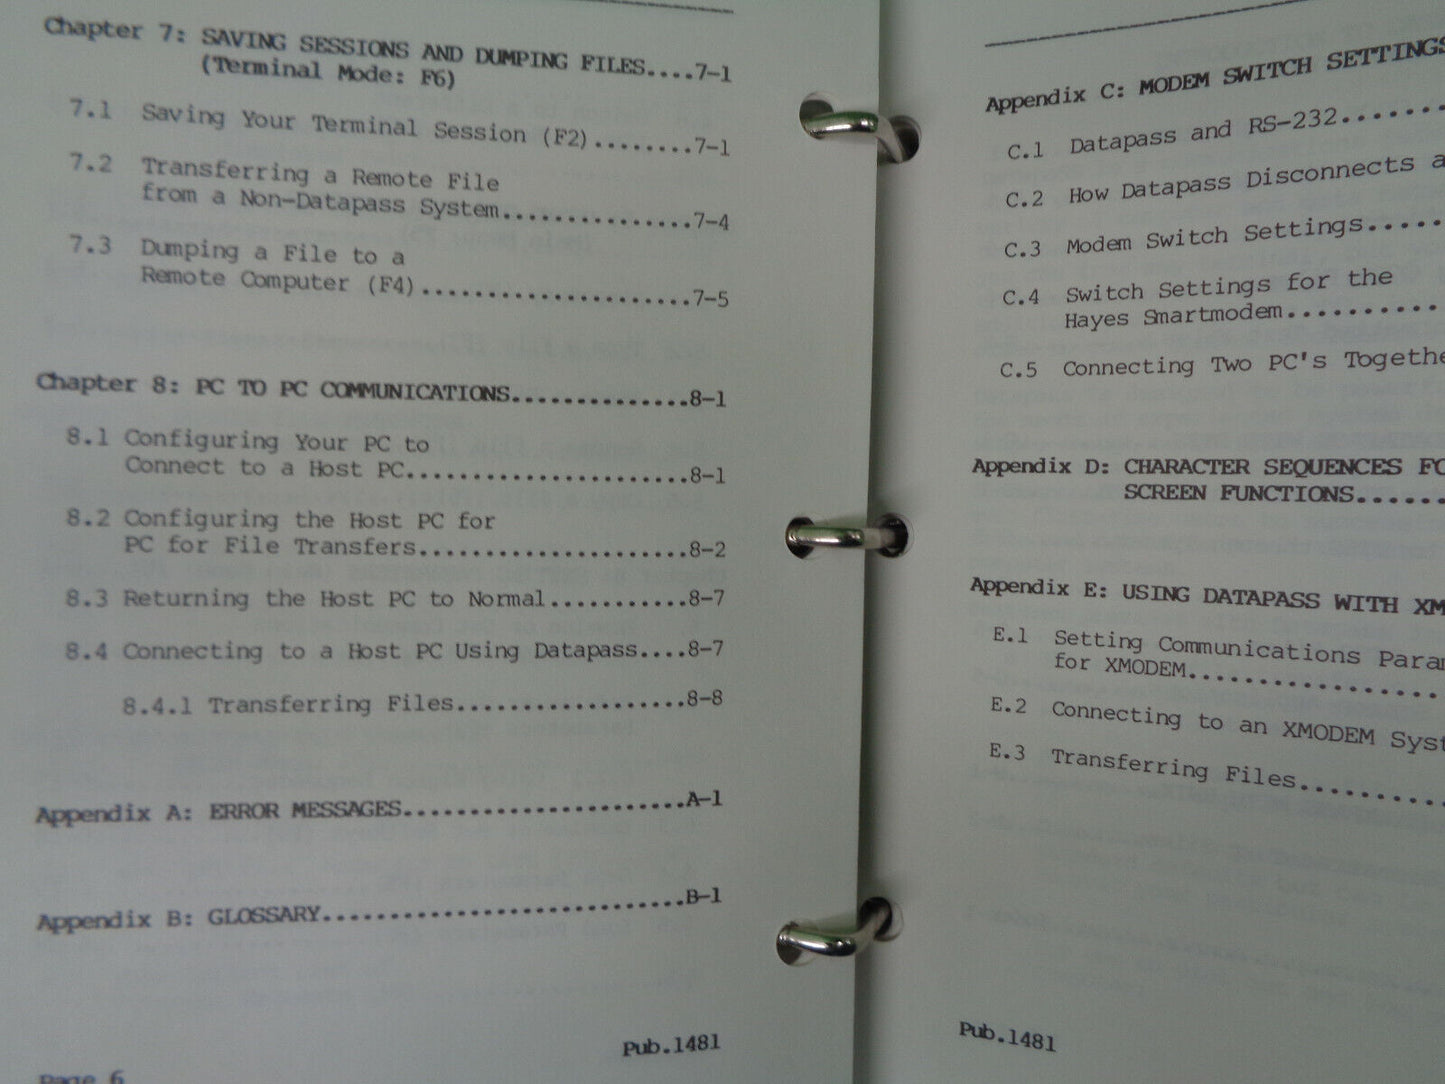 Chapter 7: SAVING SESSIONS AND DUMPING FILES....7-1
(Terminal Mode: F6)
7.1 Saving Your Terminal Session (F2)........7-1
7.2 Transferring a Remote File
from a Non-Datapass System...............7-4
7.3 Dumping a File to a
Remote Computer (F4).....................7-5
Chapter 8: PC TO PC COMMUNICATIONS..............8-1
8.1 Configuring Your PC to
Connect to a Host PC......................8-1
8.2 Configuring the Host PC for
PC for File Transfers.....................8-2
8.3 Returning the Host PC to Normal...........8-7
8.4 Connecting to a Host PC Using Datapass....8-7
8.4.1 Transferring Files..................8-8
Appendix A: ERROR MESSAGES......................A-1
Appendix B: GLOSSARY............................B-1
Pub.1481
Page 6
Appendix C: MODEM SWITCH SETTINGS
C.1 Datapass and RS-232........
C.2 How Datapass Disconnects
C.3 Modem Switch Settings......
C.4 Switch Settings for the
Hayes Smartmodem............
C.5 Connecting Two PC's
Appendix D: CHARACTER SEQUENCES
SCREEN FUNCTIONS.......
Appendix E: USING DATAPASS WITH
E.1 Setting Communications
for XMODEM...................
E.2 Connecting to an XMODEM
E.3 Transferring Files...........
Pub.1481